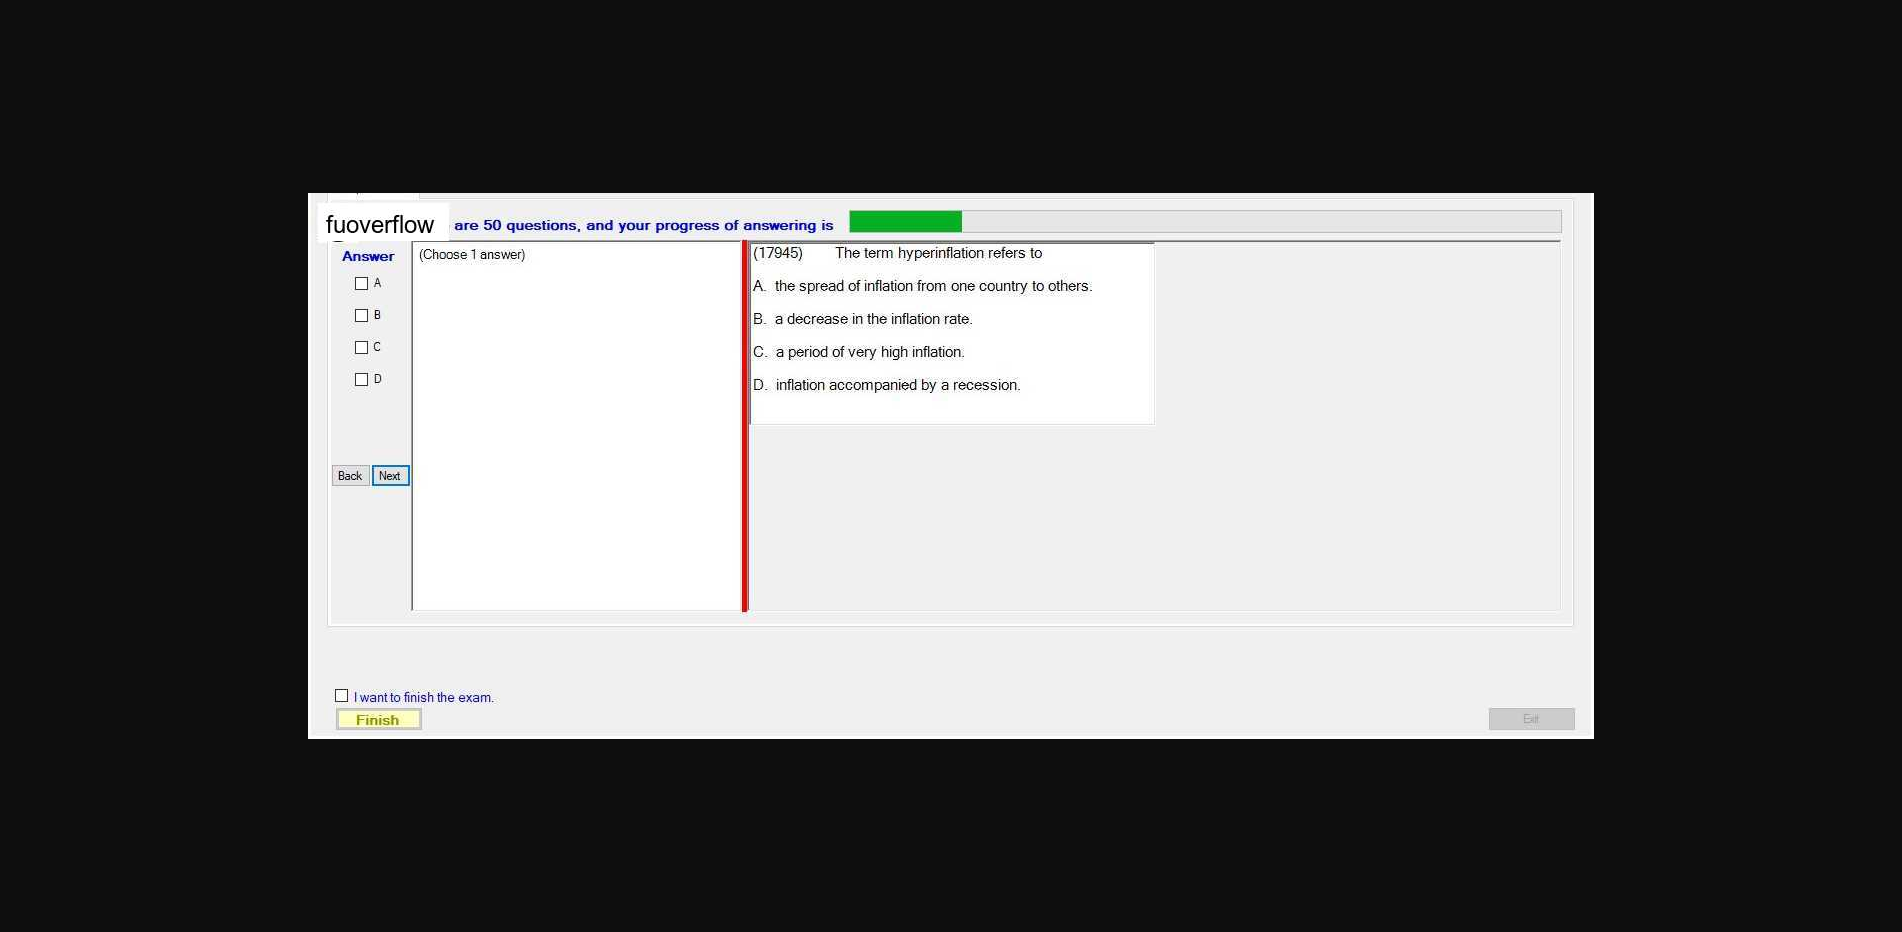 fuoverflow are 50 questions, and your progress of answering is
Answer
(Choose 1 answer)
A
B
C
D
Back Next
(17945) The term hyperinflation refers to
A. the spread of inflation from one country to others.
B. a decrease in the inflation rate.
C. a period of very high inflation.
D. inflation accompanied by a recession.
I want to finish the exam.
Finish
Exit